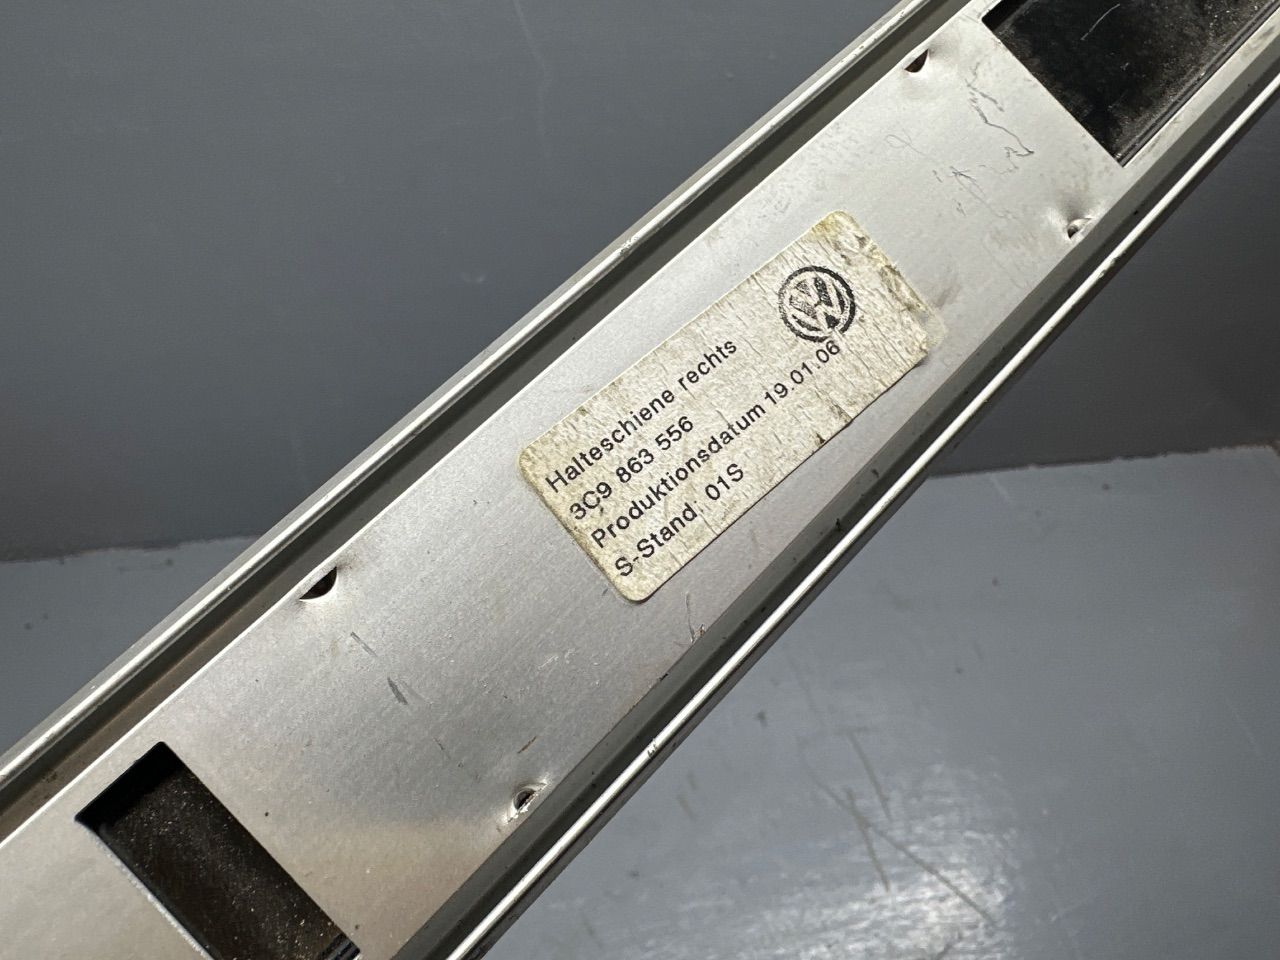 Halteschiene rechts
3C9 863 556
Produktionsdatum 19.01.06
S-Stand: 01S